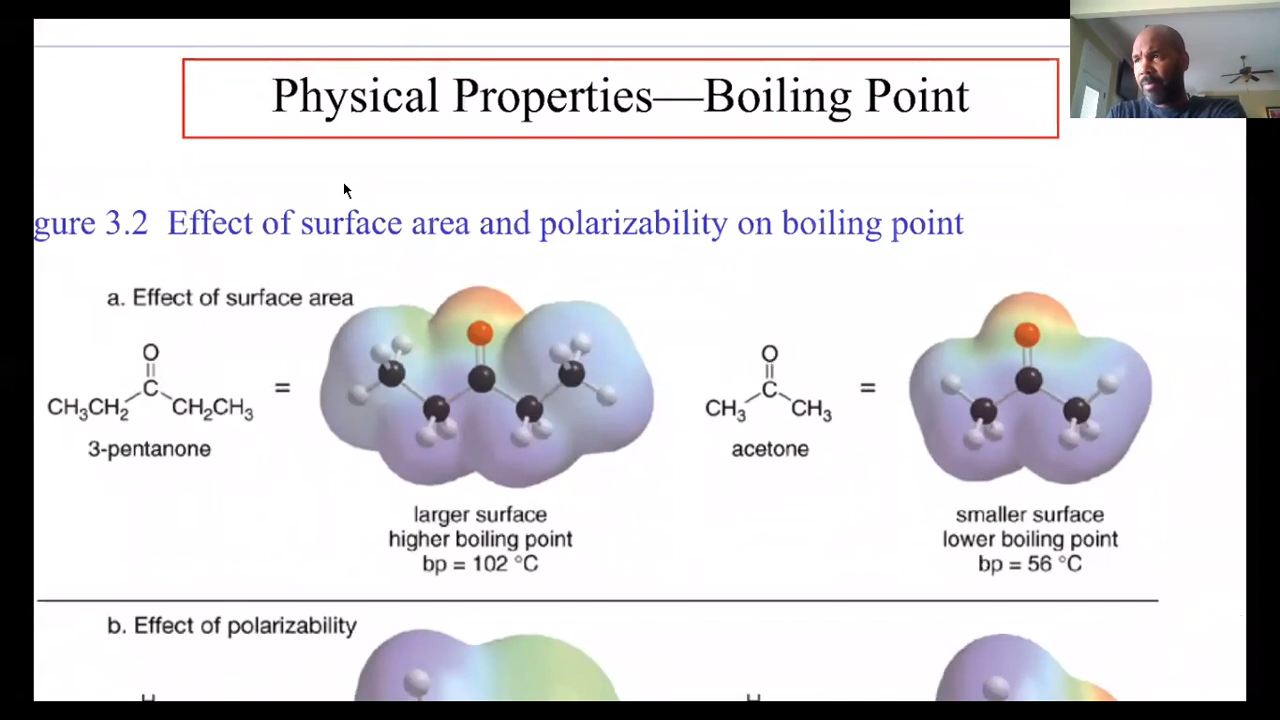 Physical Properties—Boiling Point
gure 3.2 Effect of surface area and polarizability on boiling point
a. Effect of surface area
O
C
CH₃CH₂ CH₂CH₃
=
3-pentanone
larger surface
higher boiling point
bp = 102 °C
O
C
CH₃ CH₃
=
acetone
smaller surface
lower boiling point
bp = 56 °C
b. Effect of polarizability